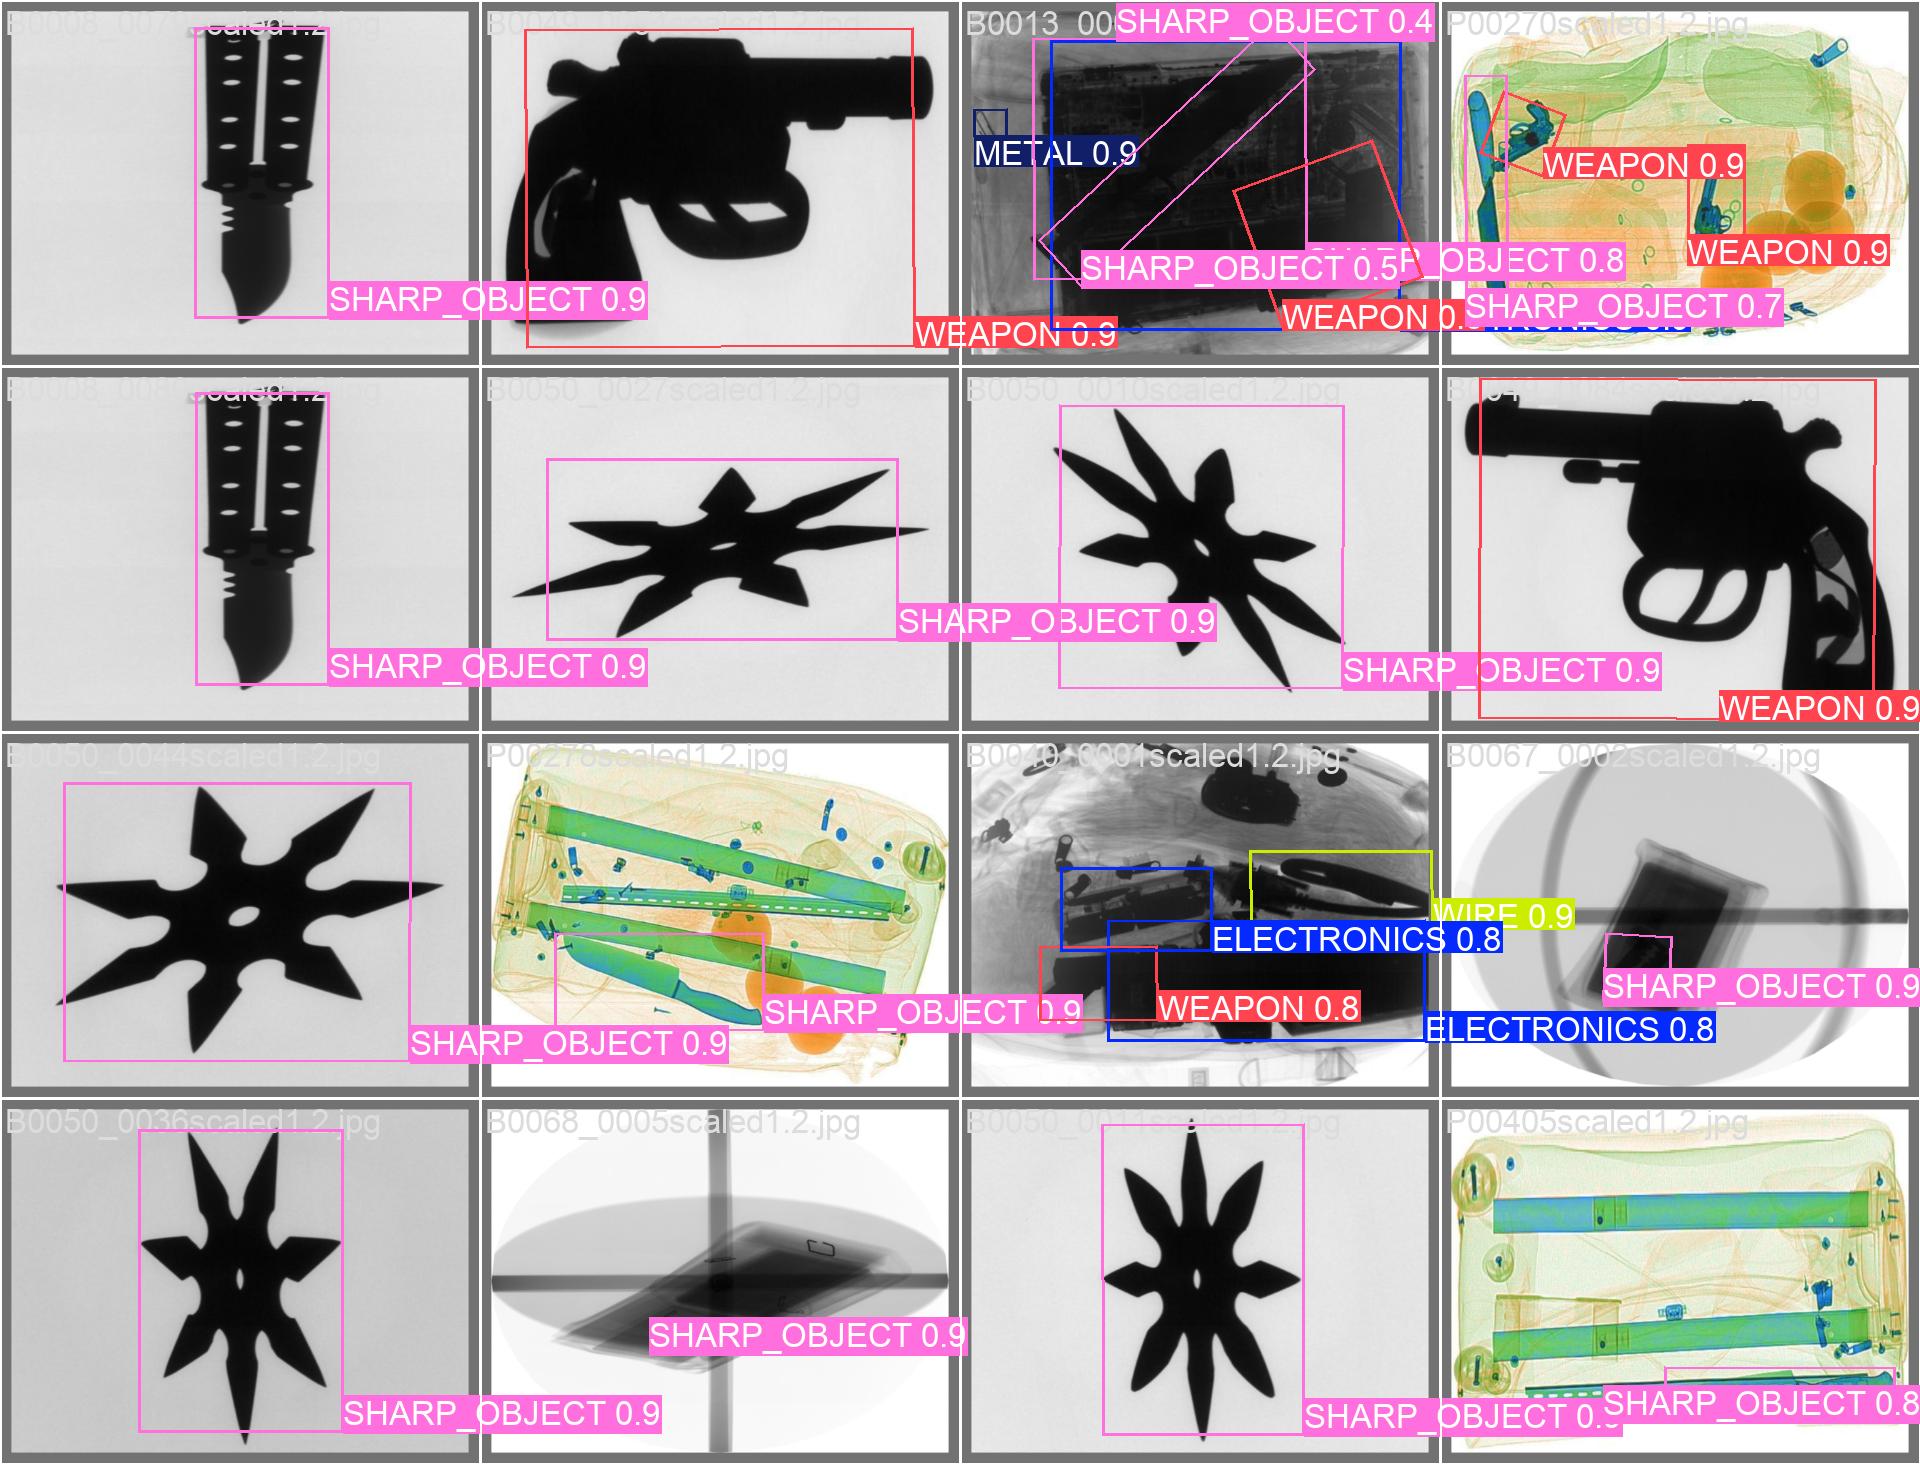 SHARP_OBJECT 0.9
WEAPON 0.9
SHARP_OBJECT 0.4
METAL 0.9
SHARP_OBJECT 0.5
WEAPON
P00270scaled1.2.jpg
WEAPON 0.9
WEAPON 0.9
SHARP_OBJECT 0.7
SHARP_OBJECT 0.9
B0050_0027scaled1.2.jpg
SHARP_OBJECT 0.9
B0050_0010scaled1.2.jpg
SHARP_OBJECT 0.9
WEAPON 0.9
B0050_0044scaled1.2.jpg
SHARP_OBJECT 0.9
P00278scaled1.2.jpg
SHARP_OBJECT 0.9
B0040_0001scaled1.2.jpg
WIRE 0.9
ELECTRONICS 0.8
WEAPON 0.8
ELECTRONICS 0.8
B0067_0002scaled1.2.jpg
SHARP_OBJECT 0.9
B0050_0036scaled1.2.jpg
SHARP_OBJECT 0.9
B0068_0005scaled1.2.jpg
SHARP_OBJECT 0.9
B0050_0011scaled1.2.jpg
SHARP_OBJECT
P00405scaled1.2.jpg
SHARP_OBJECT 0.8